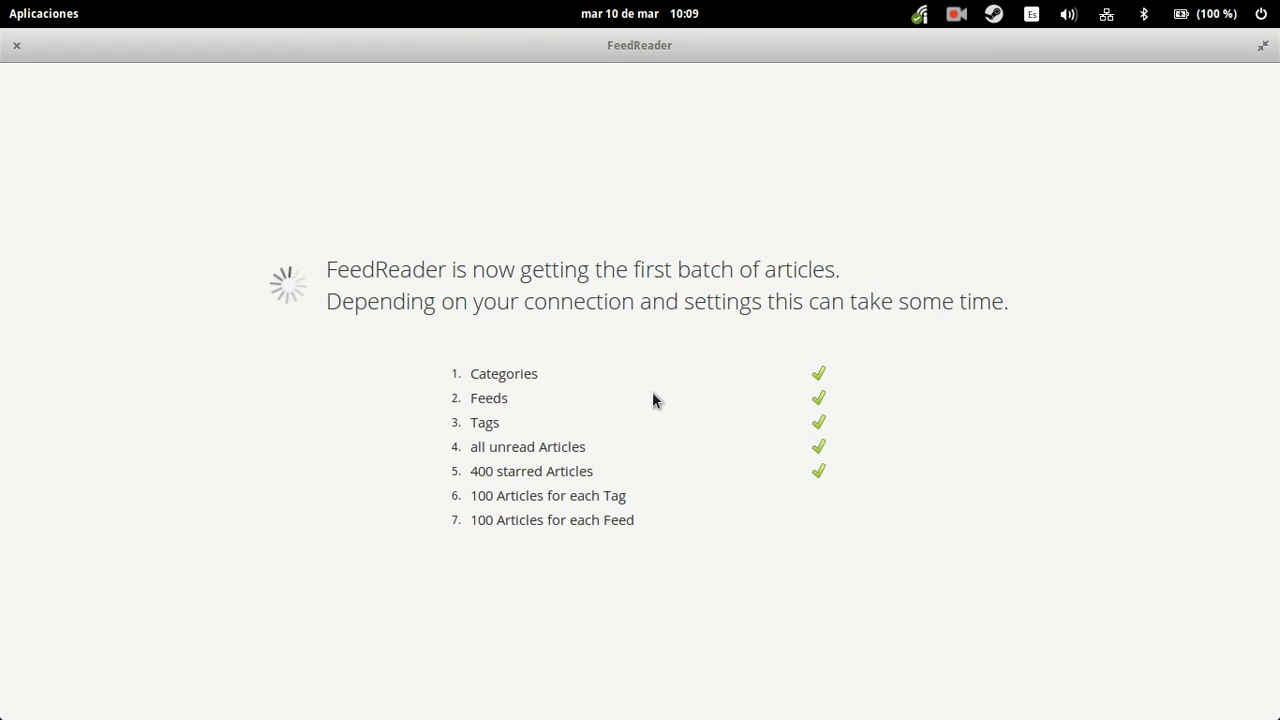 Aplicaciones
mar 10 de mar 10:09
Es
(100 %)
FeedReader
FeedReader is now getting the first batch of articles.
Depending on your connection and settings this can take some time.
1. Categories
2. Feeds
3. Tags
4. all unread Articles
5. 400 starred Articles
6. 100 Articles for each Tag
7. 100 Articles for each Feed